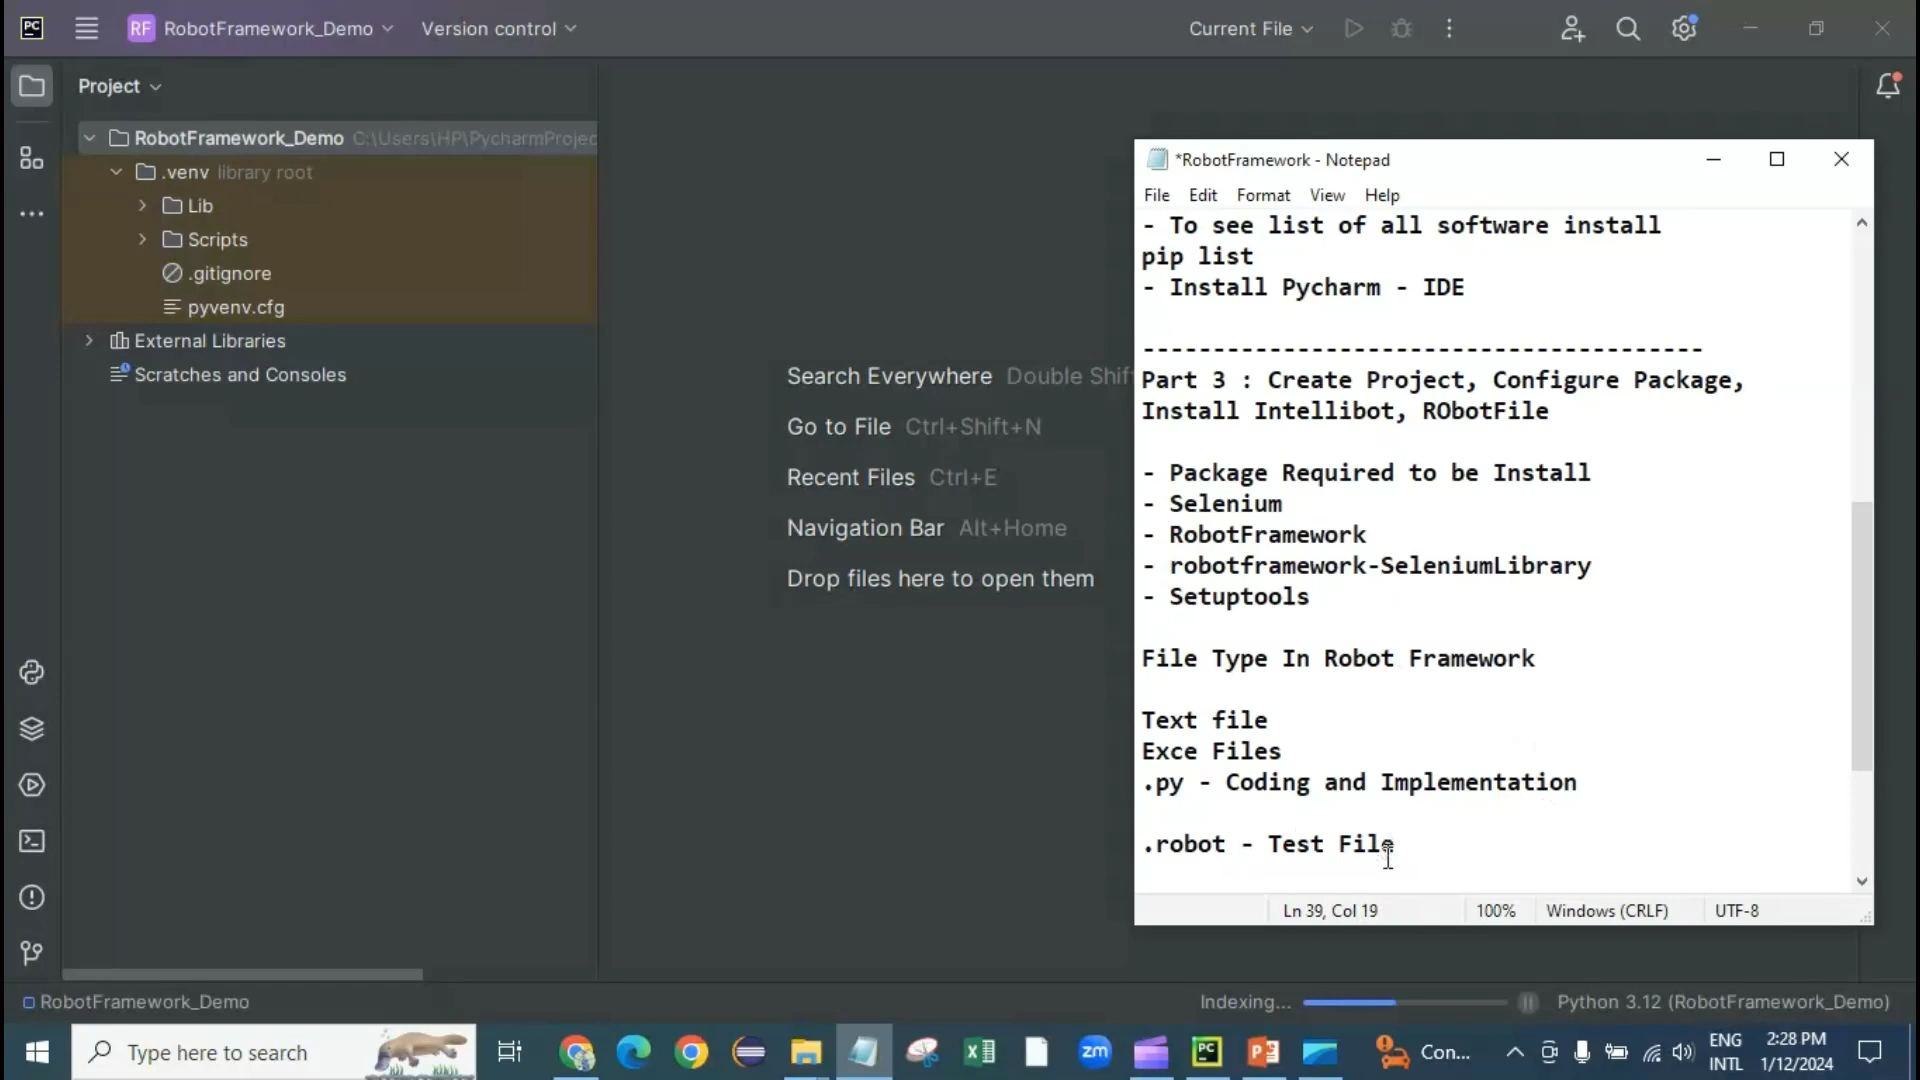 PC
RF RobotFramework_Demo
Version control
Current File
Project
RobotFramework_Demo C:\Users\HP\PycharmProjec
.venv library root
Lib
Scripts
.gitignore
pyvenv.cfg
External Libraries
Scratches and Consoles
Search Everywhere Double Shift
Go to File Ctrl+Shift+N
Recent Files Ctrl+E
Navigation Bar Alt+Home
Drop files here to open them
*RobotFramework - Notepad
File Edit Format View Help
- To see list of all software install
pip list
- Install Pycharm - IDE
----------------------------------------
Part 3 : Create Project, Configure Package,
Install Intellibot, RObotFile
- Package Required to be Install
- Selenium
- RobotFramework
- robotframework-SeleniumLibrary
- Setuptools
File Type In Robot Framework
Text file
Exce Files
.py - Coding and Implementation
.robot - Test File
Ln 39, Col 19
100%
Windows (CRLF)
UTF-8
RobotFramework_Demo
Indexing...
Python 3.12 (RobotFramework_Demo)
Type here to search
zm
PC
Con...
ENG
INTL
2:28 PM
1/12/2024